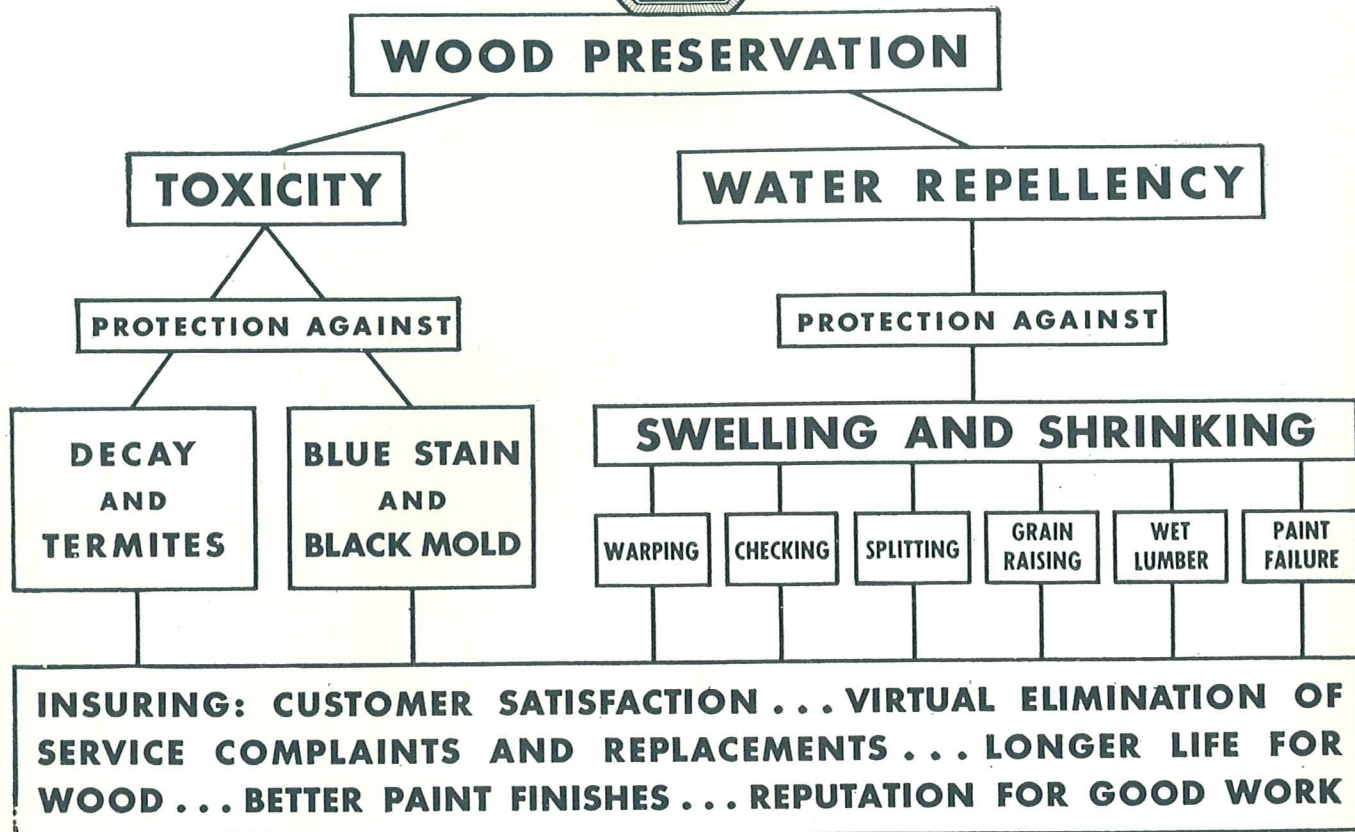 WOOD PRESERVATION
TOXICITY
WATER REPELLENCY
PROTECTION AGAINST
PROTECTION AGAINST
DECAY
AND
TERMITES
BLUE STAIN
AND
BLACK MOLD
SWELLING AND SHRINKING
WARPING
CHECKING
SPLITTING
GRAIN
RAISING
WET
LUMBER
PAINT
FAILURE
INSURING: CUSTOMER SATISFACTION ... VIRTUAL ELIMINATION OF
SERVICE COMPLAINTS AND REPLACEMENTS ... LONGER LIFE FOR
WOOD ... BETTER PAINT FINISHES ... REPUTATION FOR GOOD WORK